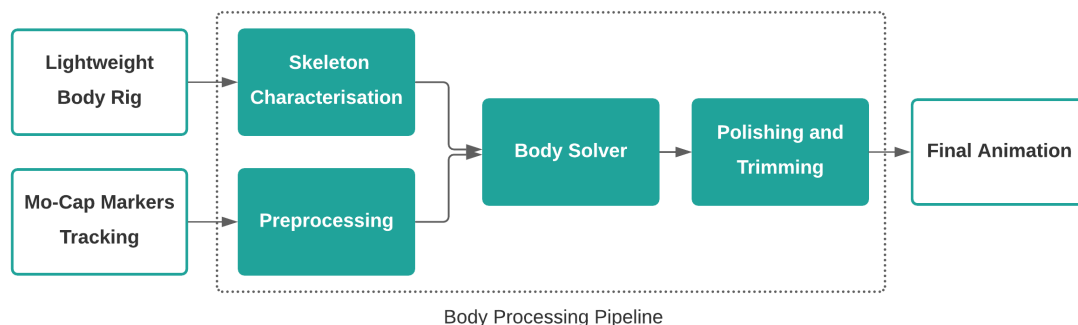 Lightweight
Body Rig
Skeleton
Characterisation
Mo-Cap Markers
Tracking
Preprocessing
Body Solver
Polishing and
Trimming
Final Animation
Body Processing Pipeline